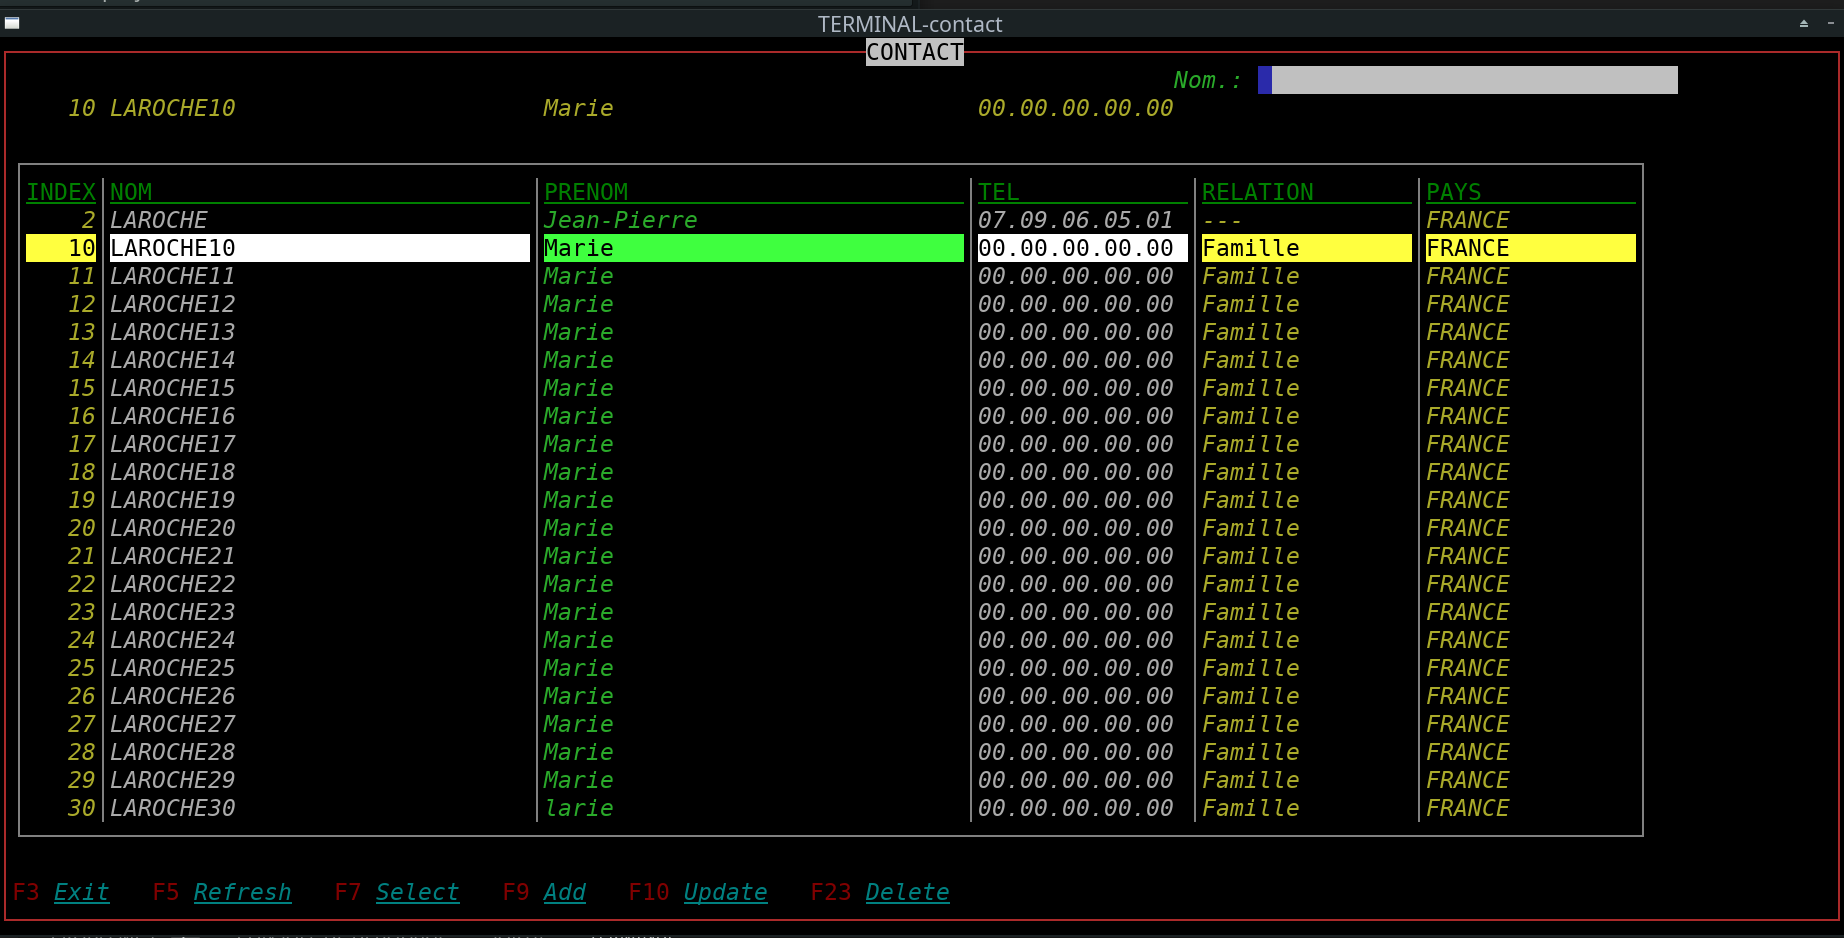 TERMINAL-contact
CONTACT
Nom.:
10 LAROCHE10 Marie 00.00.00.00.00
INDEX NOM PRENOM TEL RELATION PAYS
2 LAROCHE Jean-Pierre 07.09.06.05.01 --- FRANCE
10 LAROCHE10 Marie 00.00.00.00.00 Famille FRANCE
11 LAROCHE11 Marie 00.00.00.00.00 Famille FRANCE
12 LAROCHE12 Marie 00.00.00.00.00 Famille FRANCE
13 LAROCHE13 Marie 00.00.00.00.00 Famille FRANCE
14 LAROCHE14 Marie 00.00.00.00.00 Famille FRANCE
15 LAROCHE15 Marie 00.00.00.00.00 Famille FRANCE
16 LAROCHE16 Marie 00.00.00.00.00 Famille FRANCE
17 LAROCHE17 Marie 00.00.00.00.00 Famille FRANCE
18 LAROCHE18 Marie 00.00.00.00.00 Famille FRANCE
19 LAROCHE19 Marie 00.00.00.00.00 Famille FRANCE
20 LAROCHE20 Marie 00.00.00.00.00 Famille FRANCE
21 LAROCHE21 Marie 00.00.00.00.00 Famille FRANCE
22 LAROCHE22 Marie 00.00.00.00.00 Famille FRANCE
23 LAROCHE23 Marie 00.00.00.00.00 Famille FRANCE
24 LAROCHE24 Marie 00.00.00.00.00 Famille FRANCE
25 LAROCHE25 Marie 00.00.00.00.00 Famille FRANCE
26 LAROCHE26 Marie 00.00.00.00.00 Famille FRANCE
27 LAROCHE27 Marie 00.00.00.00.00 Famille FRANCE
28 LAROCHE28 Marie 00.00.00.00.00 Famille FRANCE
29 LAROCHE29 Marie 00.00.00.00.00 Famille FRANCE
30 LAROCHE30 larie 00.00.00.00.00 Famille FRANCE
F3 Exit F5 Refresh F7 Select F9 Add F10 Update F23 Delete